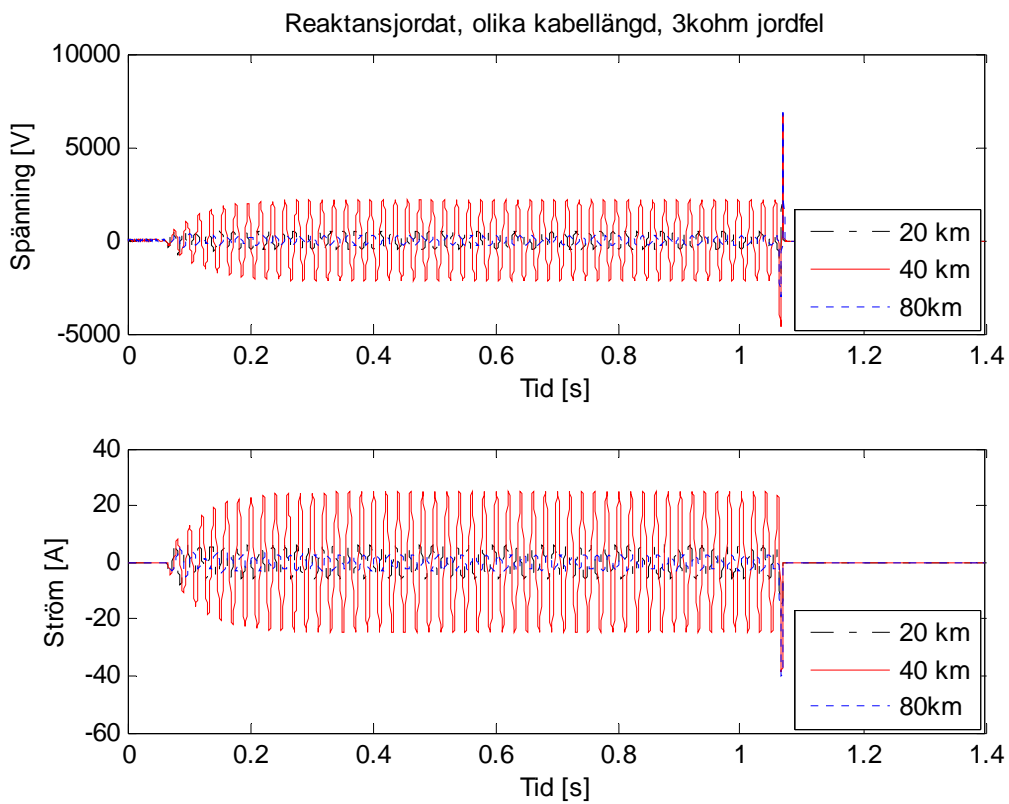 Reaktansjordat, olika kabellängd, 3kohm jordfel
10000
5000
0
-5000
Spänning [V]
20 km
40 km
80km
0 0.2 0.4 0.6 0.8 1 1.2 1.4
Tid [s]
40
20
0
-20
-40
-60
Ström [A]
20 km
40 km
80km
0 0.2 0.4 0.6 0.8 1 1.2 1.4
Tid [s]